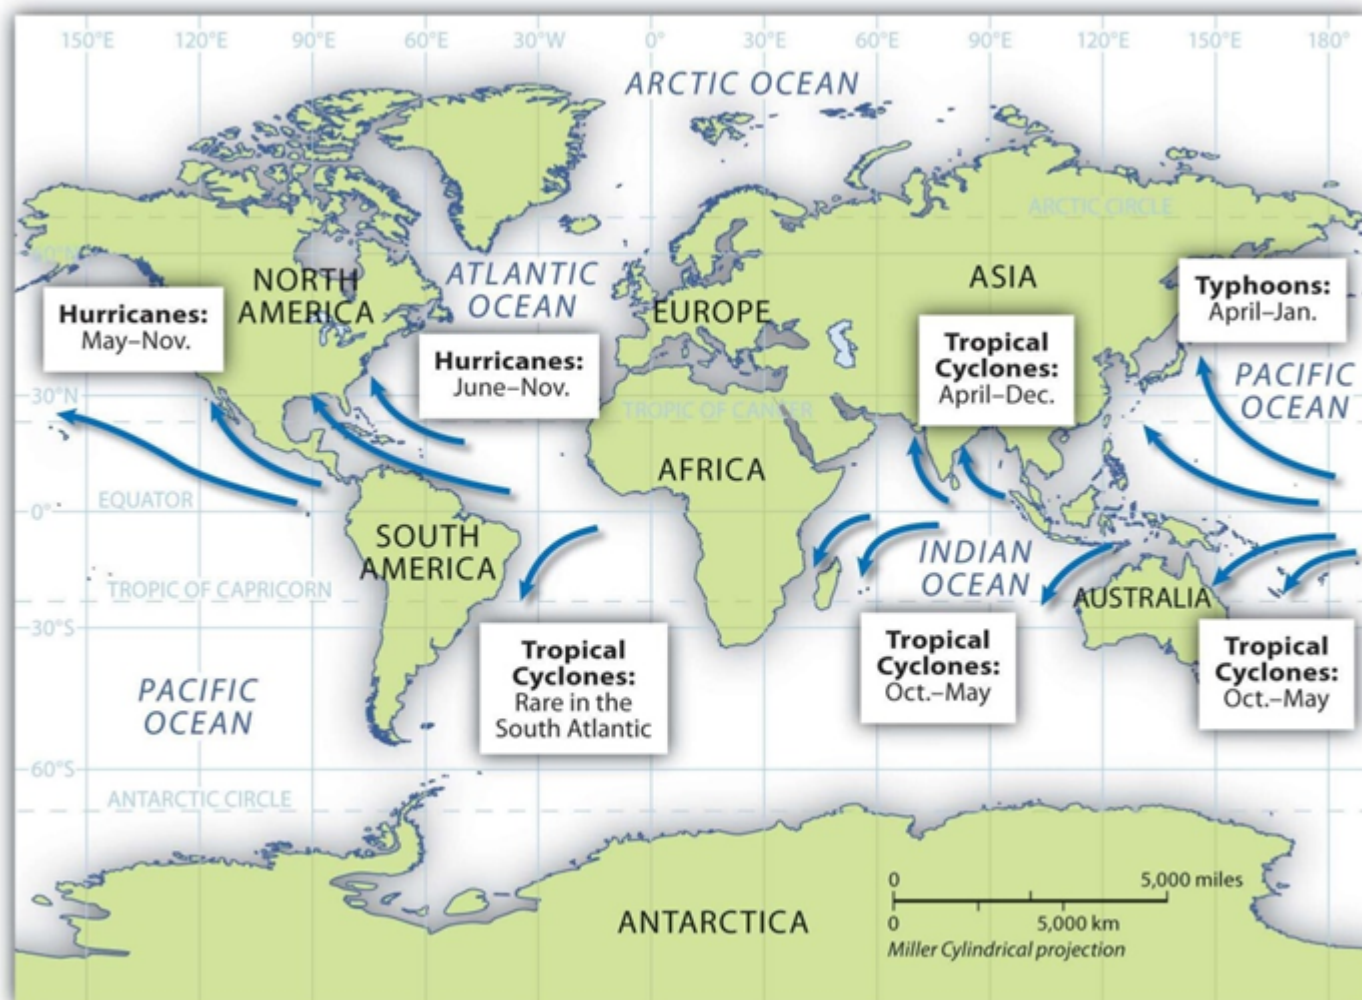 150°E 120°E 90°E 60°E 30°W 0° 30°E 60°E 90°E 120°E 150°E 180°
ARCTIC OCEAN
ARCTIC CIRCLE
60°N
NORTH
AMERICA
ATLANTIC
OCEAN
EUROPE
ASIA
Hurricanes:
May–Nov.
Hurricanes:
June–Nov.
Tropical
Cyclones:
April–Dec.
Typhoons:
April–Jan.
PACIFIC
OCEAN
30°N
TROPIC OF CANCER
AFRICA
EQUATOR
0°
SOUTH
AMERICA
INDIAN
OCEAN
TROPIC OF CAPRICORN
AUSTRALIA
30°S
Tropical
Cyclones:
Rare in the
South Atlantic
Tropical
Cyclones:
Oct.–May
Tropical
Cyclones:
Oct.–May
PACIFIC
OCEAN
60°S
ANTARCTIC CIRCLE
ANTARCTICA
0 5,000 miles
0 5,000 km
Miller Cylindrical projection